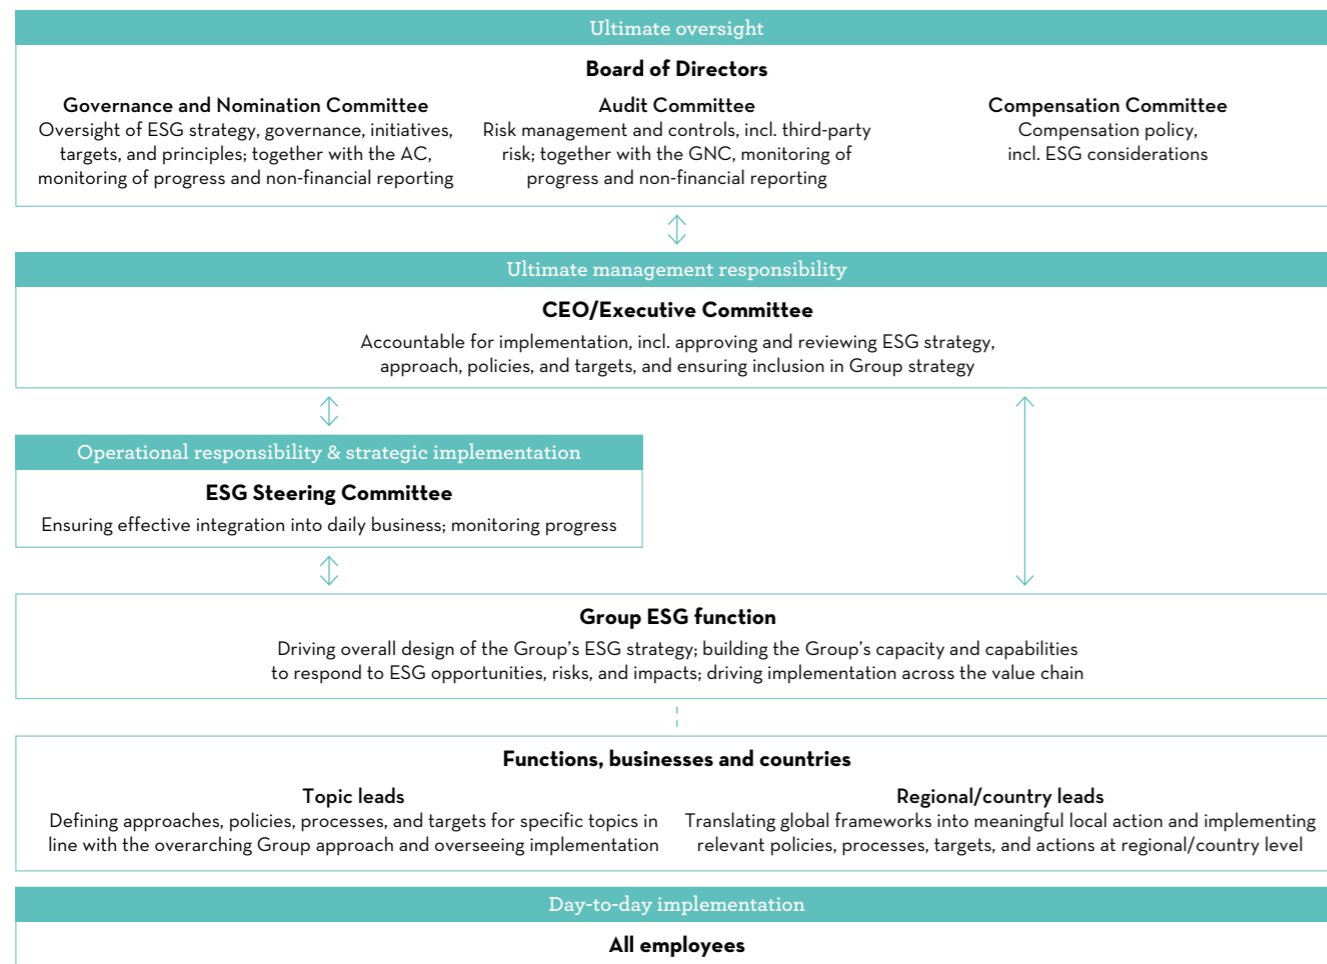 Ultimate oversight
Board of Directors
Governance and Nomination Committee
Oversight of ESG strategy, governance, initiatives,
targets, and principles; together with the AC,
monitoring of progress and non-financial reporting
Audit Committee
Risk management and controls, incl. third-party
risk; together with the GNC, monitoring of
progress and non-financial reporting
Compensation Committee
Compensation policy,
incl. ESG considerations
Ultimate management responsibility
CEO/Executive Committee
Accountable for implementation, incl. approving and reviewing ESG strategy,
approach, policies, and targets, and ensuring inclusion in Group strategy
Operational responsibility & strategic implementation
ESG Steering Committee
Ensuring effective integration into daily business; monitoring progress
Group ESG function
Driving overall design of the Group’s ESG strategy; building the Group’s capacity and capabilities
to respond to ESG opportunities, risks, and impacts; driving implementation across the value chain
Functions, businesses and countries
Topic leads
Defining approaches, policies, processes, and targets for specific topics in
line with the overarching Group approach and overseeing implementation
Regional/country leads
Translating global frameworks into meaningful local action and implementing
relevant policies, processes, targets, and actions at regional/country level
Day-to-day implementation
All employees